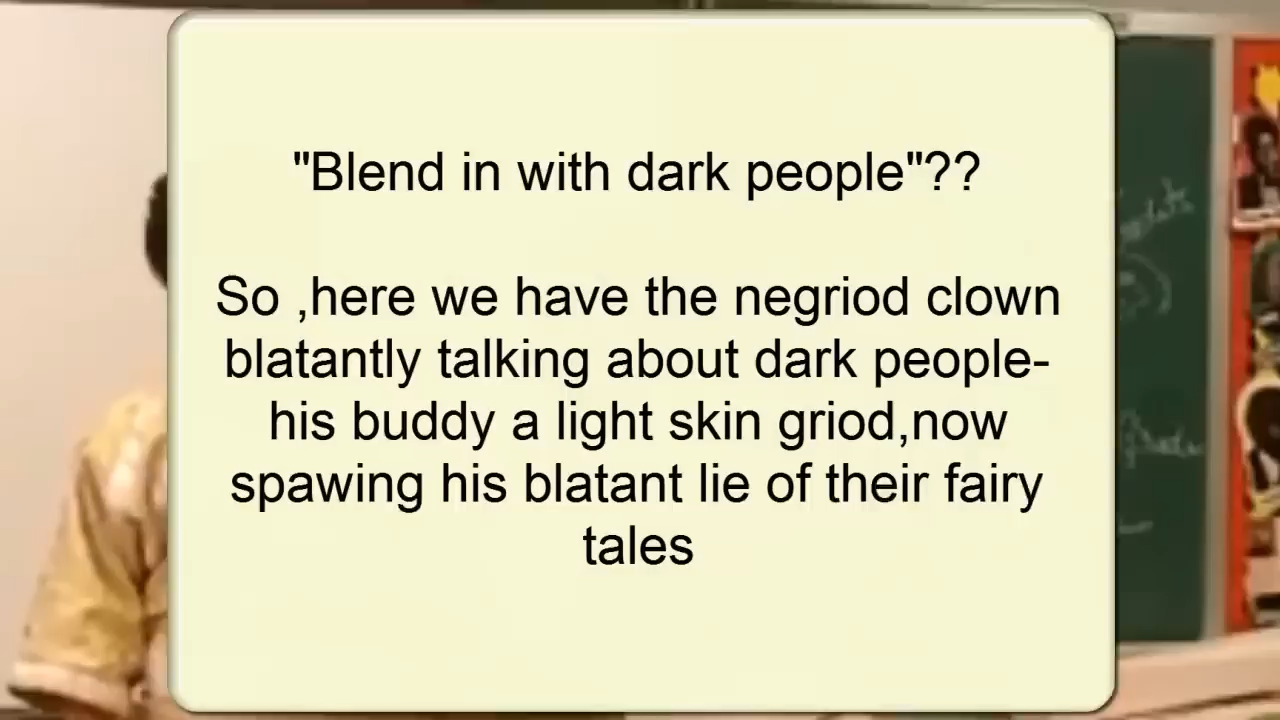 "Blend in with dark people"??
So ,here we have the negriod clown
blatantly talking about dark people-
his buddy a light skin griod,now
spawing his blatant lie of their fairy
tales